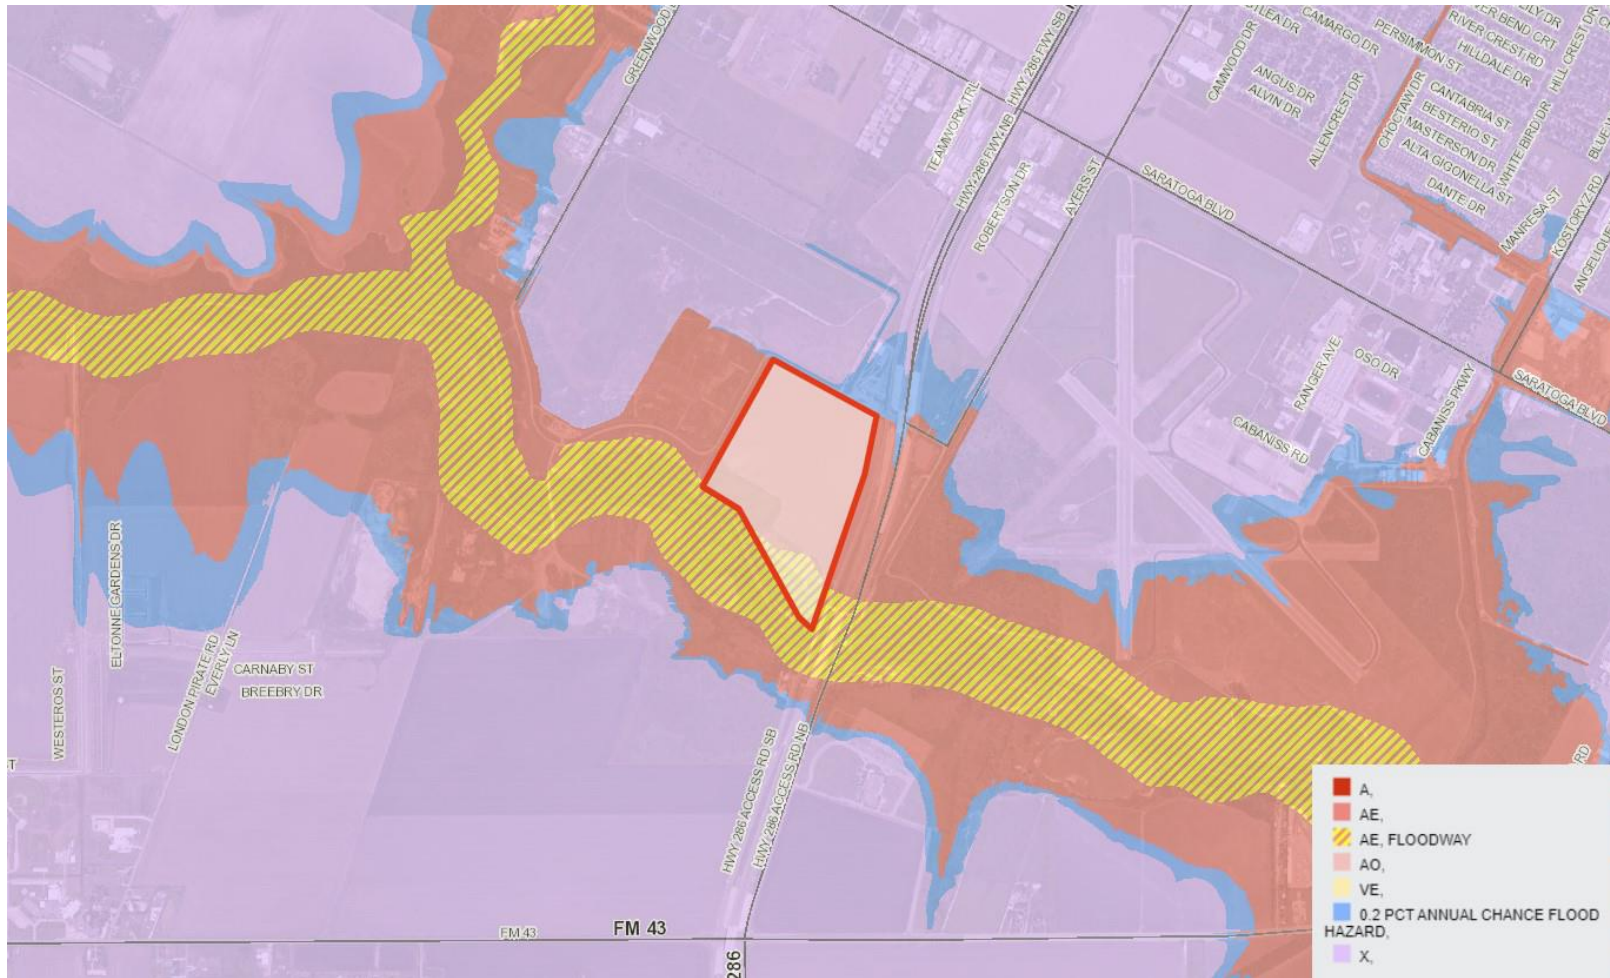 GREENWOOD
HWY 286 FWY SB
HWY 286 FWY NB
TEAMWORK TRL
ROBERTSON DR
AYERS ST
SARATOGA BLVD
CAMWOOD DR
CAMARGO DR
PERSIMMON ST
ANGUS DR
ALVIN DR
ALLENCREST DR
CHOCTAW DR
RIVER CREST RD
HILLDALE DR
HILL CREST DR
CANTABRIA ST
BESTERIO ST
MASTERSON DR
ALTA GIGONELLA ST
WHITE BIRD DR
DANTE DR
MANRESA ST
KOSTORYZ RD
ANGELIQUE
RANGER AVE
OSO DR
CABANISS RD
CABANISS PKWY
SARATOGA BLVD
ELTONNE GARDENS DR
WESTEROS ST
LONDON PIRATE RD
EVERLY LN
CARNABY ST
BREEBRY DR
HWY 286 ACCESS RD SB
HWY 286 ACCESS RD NB
FM 43
FM 43
286
RD
A,
AE,
AE, FLOODWAY
AO,
VE,
0.2 PCT ANNUAL CHANCE FLOOD
HAZARD,
X,